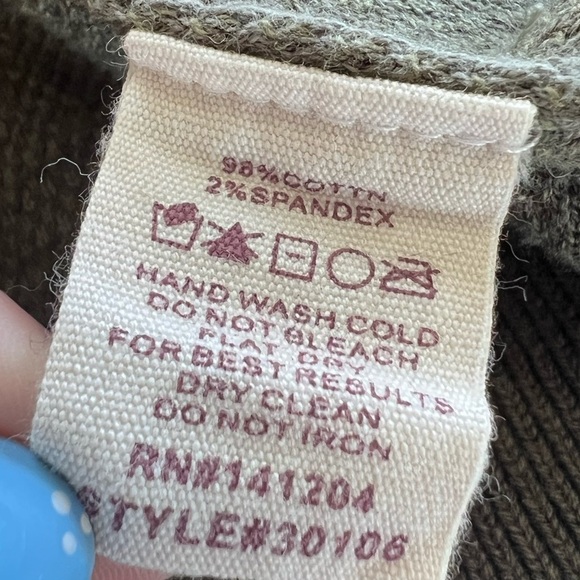 98%COTTN
2%SPANDEX
HAND WASH COLD
DO NOT BLEACH
FLAT DRY
FOR BEST RESULTS
DRY CLEAN
DO NOT IRON
RN#141204
STYLE#30106